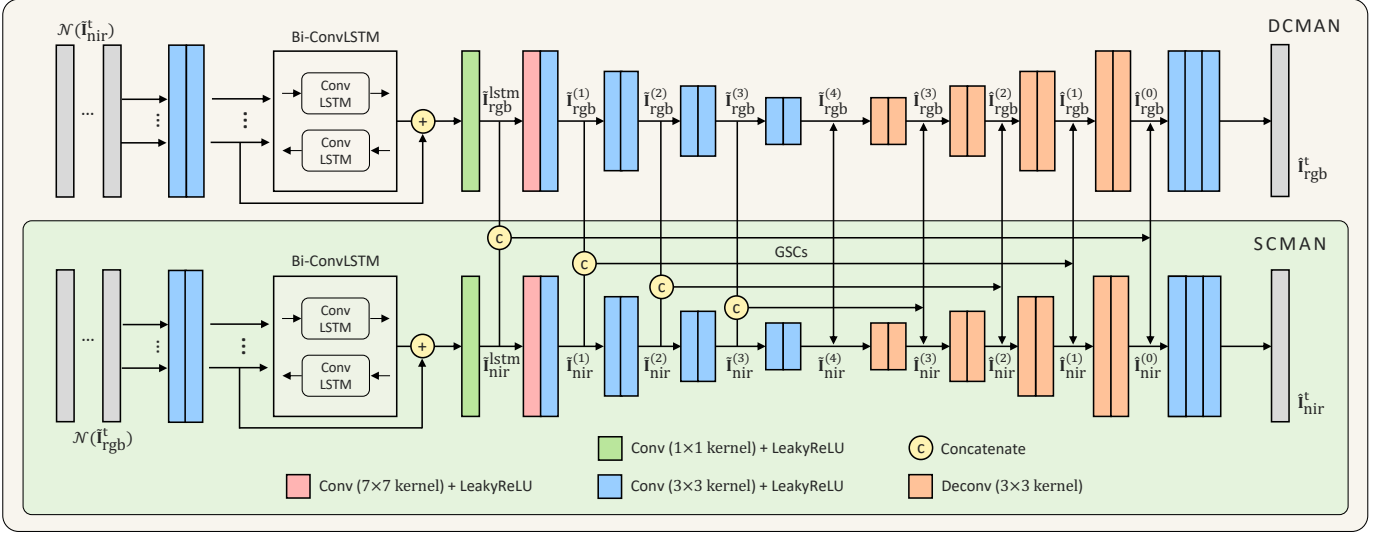 𝒩(Ĩ^t_nir)
DCMAN
Bi-ConvLSTM
Conv
LSTM
Conv
LSTM
...
...
...
+
Ĩ^lstm_rgb
Ĩ^(1)_rgb
Ĩ^(2)_rgb
Ĩ^(3)_rgb
Ĩ^(4)_rgb
Î^(3)_rgb
Î^(2)_rgb
Î^(1)_rgb
Î^(0)_rgb
Î^t_rgb
C
C
C
C
GSCs
SCMAN
Bi-ConvLSTM
Conv
LSTM
Conv
LSTM
...
...
...
+
Ĩ^lstm_nir
Ĩ^(1)_nir
Ĩ^(2)_nir
Ĩ^(3)_nir
Ĩ^(4)_nir
Î^(3)_nir
Î^(2)_nir
Î^(1)_nir
Î^(0)_nir
Î^t_nir
𝒩(Ĩ^t_rgb)
Conv (1×1 kernel) + LeakyReLU
C Concatenate
Conv (7×7 kernel) + LeakyReLU
Conv (3×3 kernel) + LeakyReLU
Deconv (3×3 kernel)